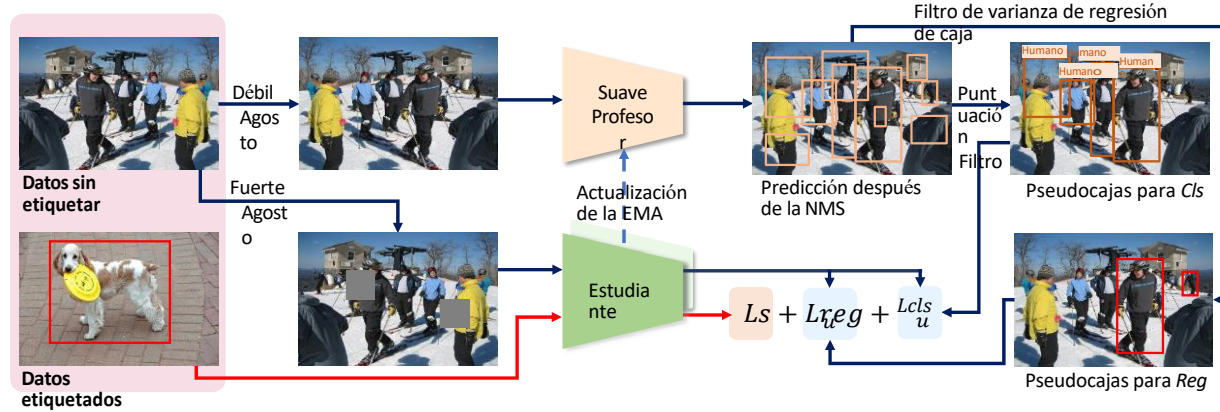 Filtro de varianza de regresión
de caja
Humano
Humano
Human
Humano
Débil
Agos
to
Suave
Profeso
r
Punt
uació
n
Filtro
Datos sin
etiquetar
Fuerte
Agost
o
Actualización
de la EMA
Predicción después
de la NMS
Pseudocajas para Cls
Estudia
nte
Ls + Lreg + Lcls
u u
Datos
etiquetados
Pseudocajas para Reg